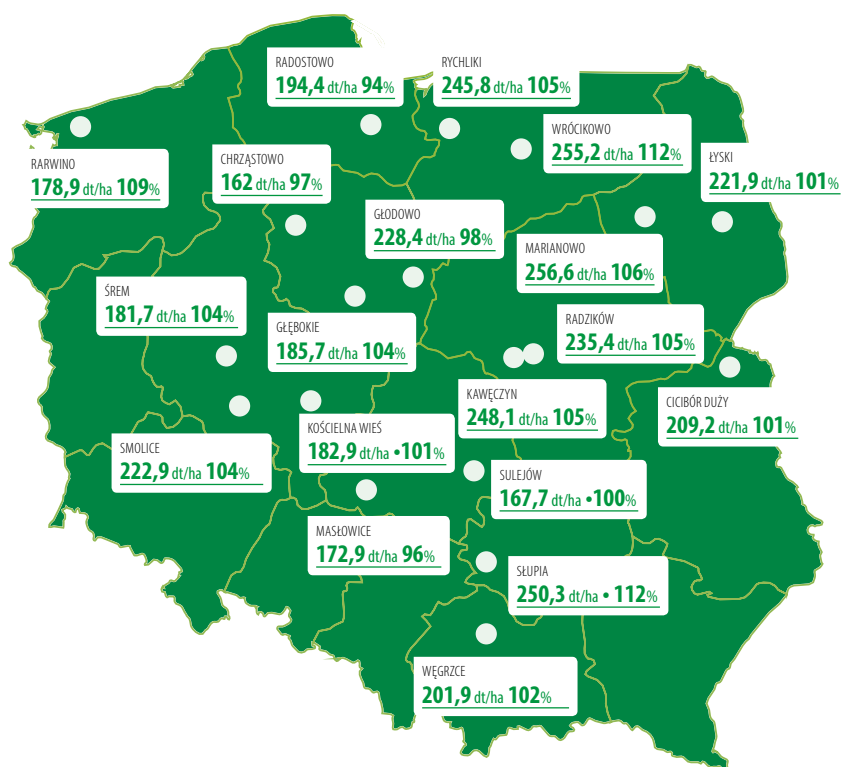 RADOSTOWO
194,4 dt/ha 94%
RYCHLIKI
245,8 dt/ha 105%
WRÓCIKOWO
255,2 dt/ha 112%
ŁYSKI
221,9 dt/ha 101%
RARWINO
178,9 dt/ha 109%
CHRZĄSTOWO
162 dt/ha 97%
GŁODOWO
228,4 dt/ha 98%
MARIANOWO
256,6 dt/ha 106%
ŚREM
181,7 dt/ha 104%
GŁĘBOKIE
185,7 dt/ha 104%
RADZIKÓW
235,4 dt/ha 105%
KAWĘCZYN
248,1 dt/ha 105%
CICIBÓR DUŻY
209,2 dt/ha 101%
KOŚCIELNA WIEŚ
182,9 dt/ha •101%
SMOLICE
222,9 dt/ha 104%
SULEJÓW
167,7 dt/ha •100%
MASŁOWICE
172,9 dt/ha 96%
SŁUPIA
250,3 dt/ha • 112%
WĘGRZCE
201,9 dt/ha 102%